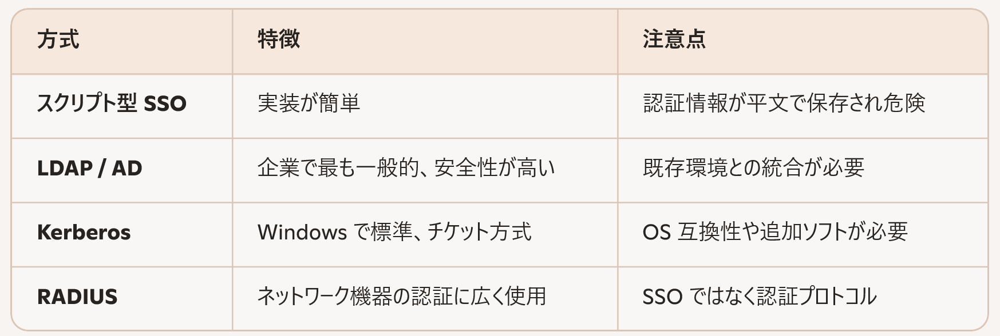 方式 特徴 注意点
スクリプト型 SSO 実装が簡単 認証情報が平文で保存され危険
LDAP / AD 企業で最も一般的、安全性が高い 既存環境との統合が必要
Kerberos Windows で標準、チケット方式 OS 互換性や追加ソフトが必要
RADIUS ネットワーク機器の認証に広く使用 SSO ではなく認証プロトコル